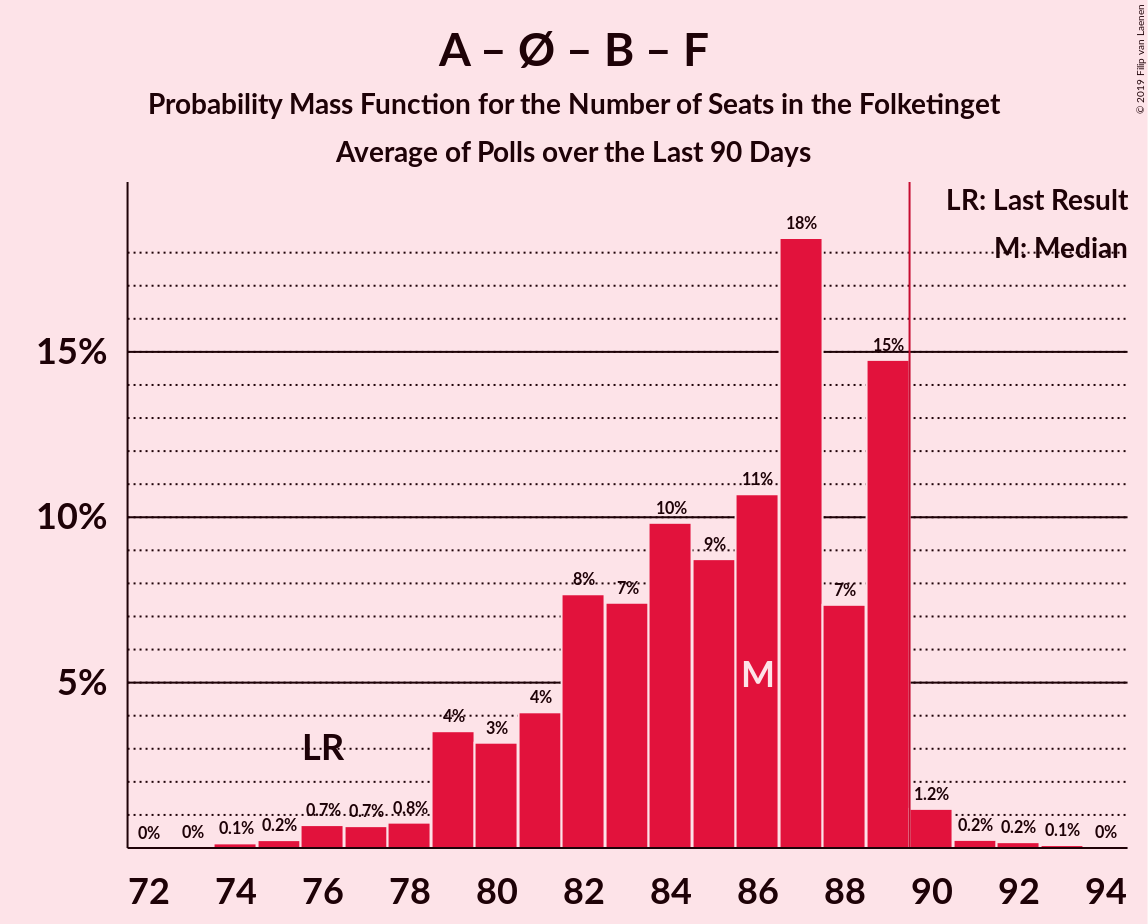 A – Ø – B – F
Probability Mass Function for the Number of Seats in the Folketinget
Average of Polls over the Last 90 Days
© 2019 Filip van Laenen
LR: Last Result
M: Median
15%
10%
5%
0% 0% 0.1% 0.2% 0.7% 0.7% 0.8% 4% 3% 4% 8% 7% 10% 9% 11% 18% 7% 15% 1.2% 0.2% 0.2% 0.1% 0%
LR
M
72 74 76 78 80 82 84 86 88 90 92 94